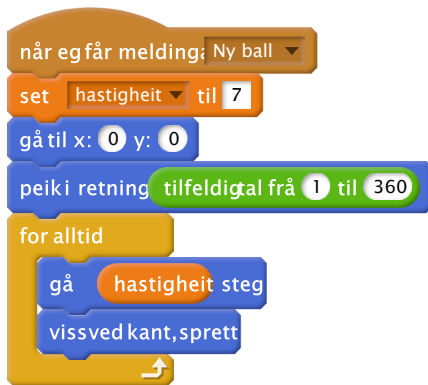 når eg får meldinga Ny ball
set hastigheit til 7
gå til x: 0 y: 0
peik i retning tilfeldig tal frå 1 til 360
for alltid
gå hastigheit steg
viss ved kant, sprett